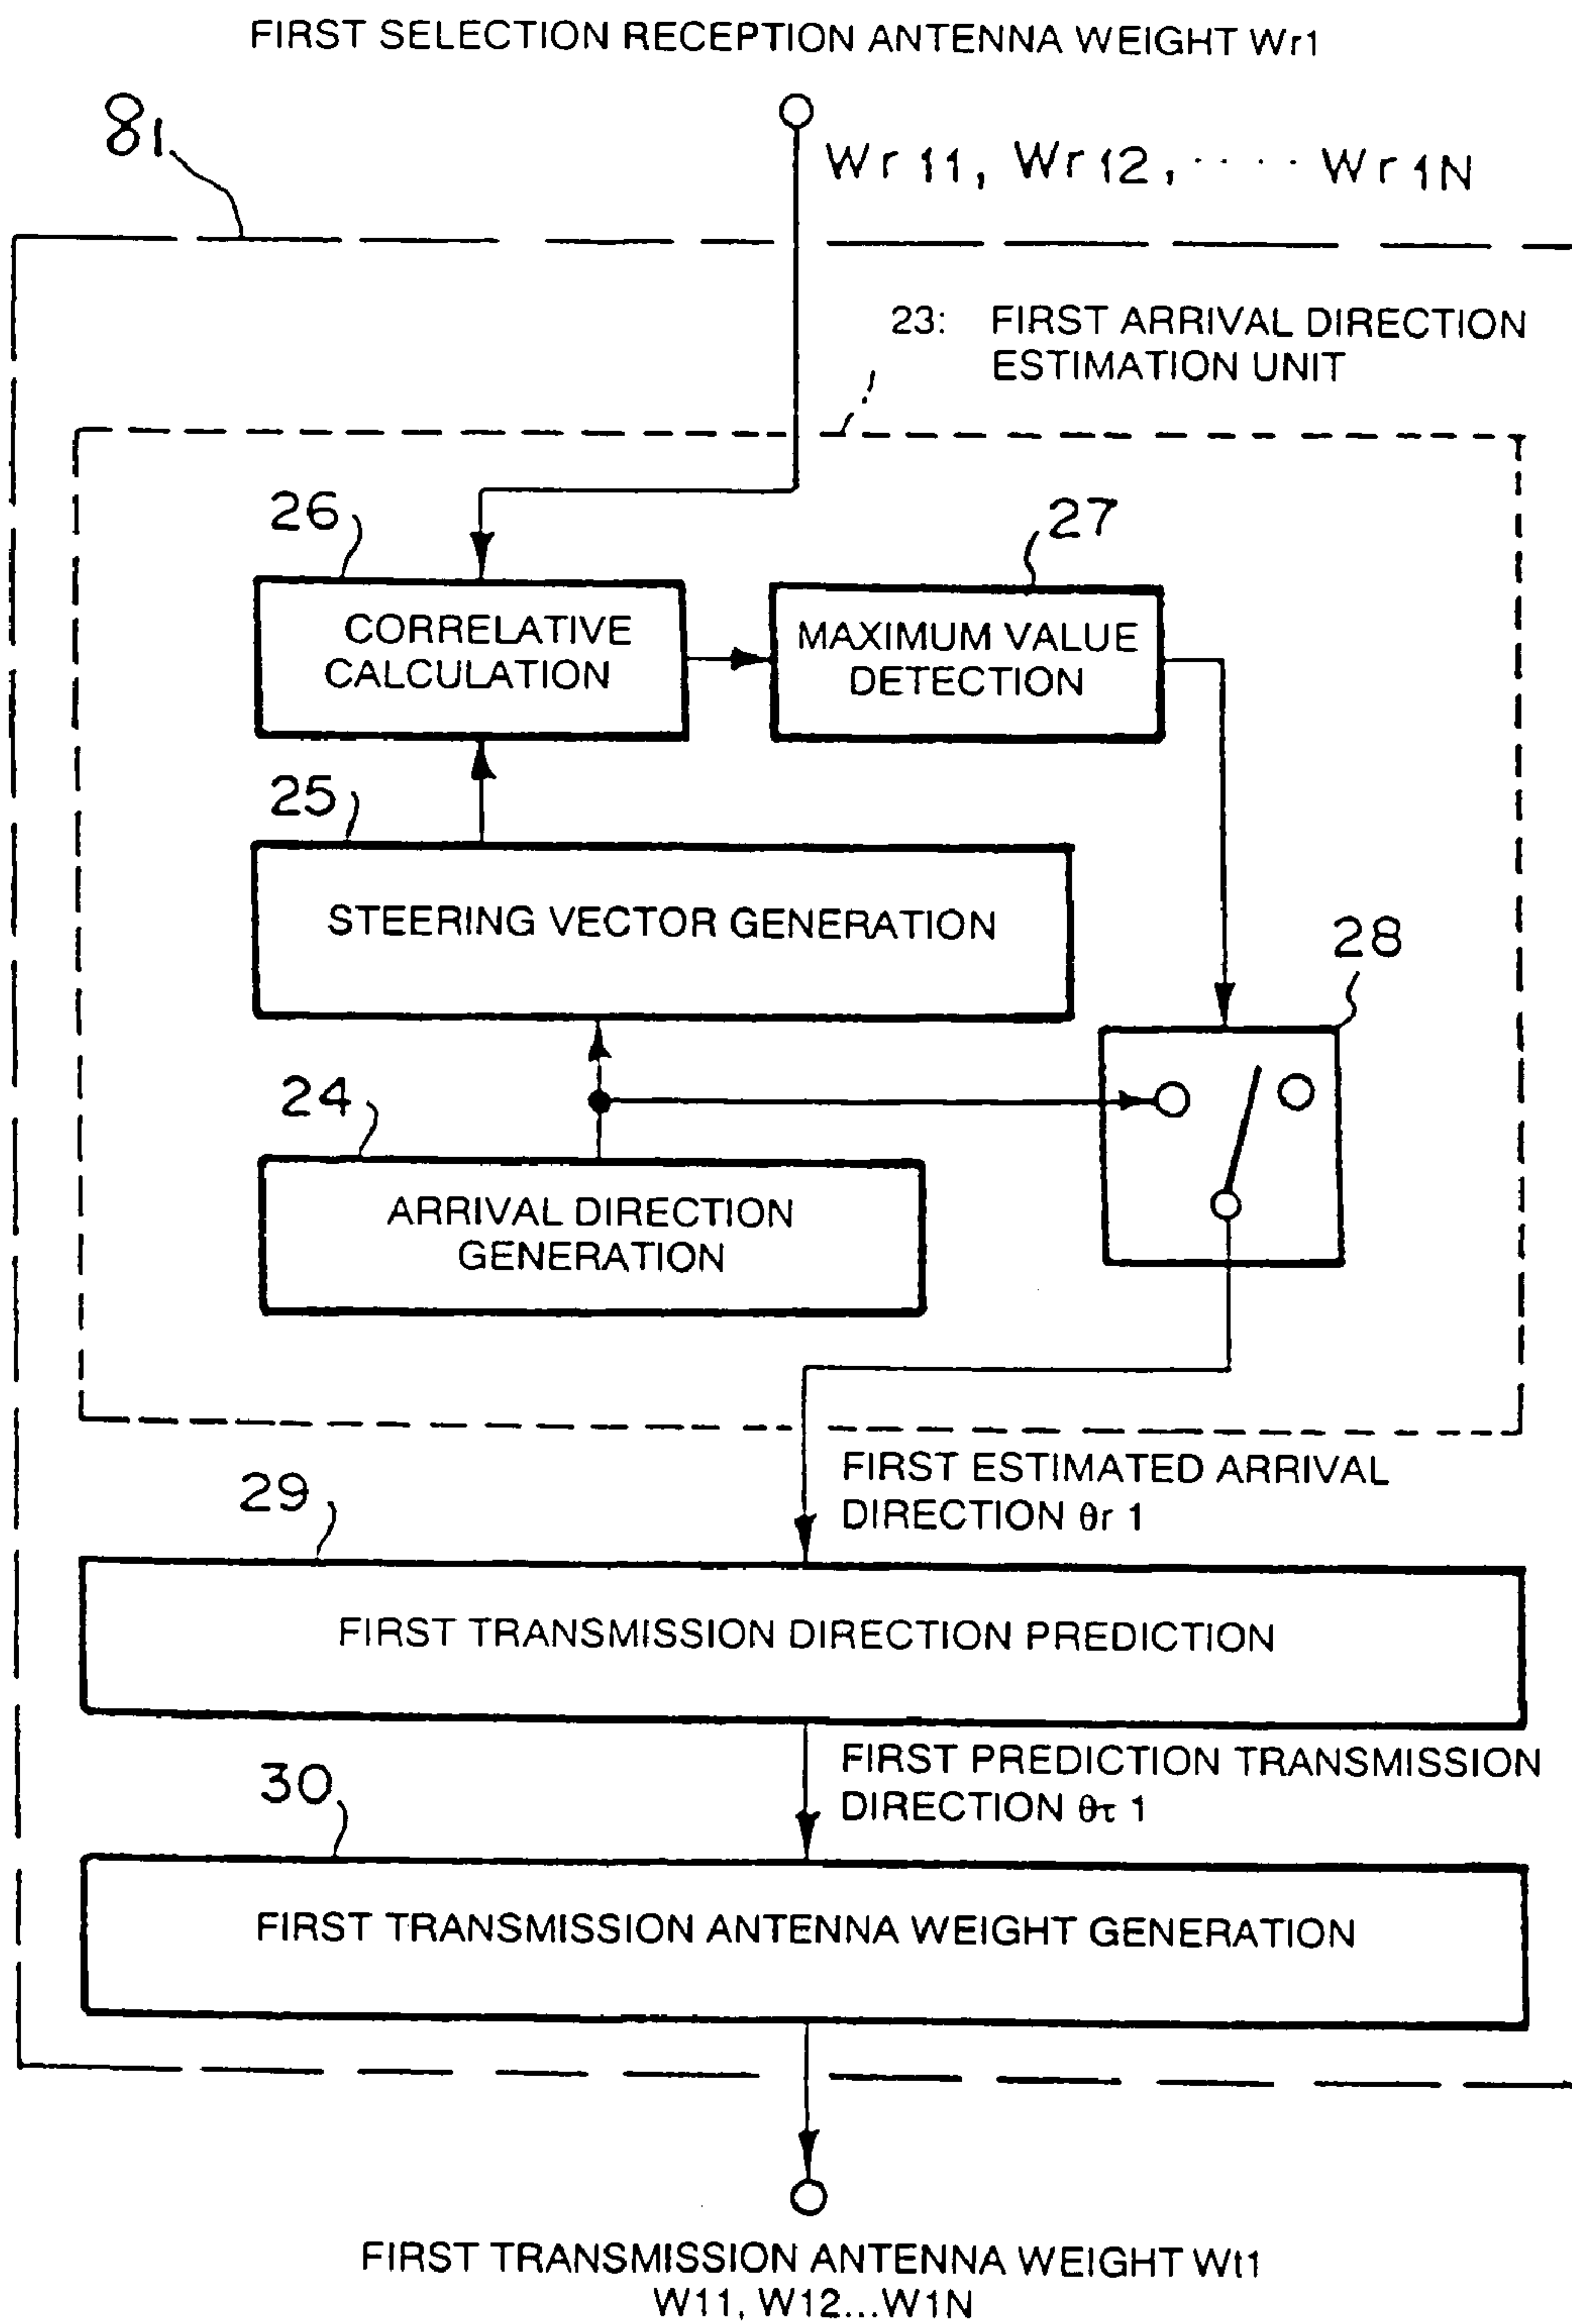 FIRST SELECTION RECEPTION ANTENNA WEIGHT Wr1
81
Wr11, Wr12, ···· Wr1N
23: FIRST ARRIVAL DIRECTION
ESTIMATION UNIT
26
27
CORRELATIVE
CALCULATION
MAXIMUM VALUE
DETECTION
25
STEERING VECTOR GENERATION
28
24
ARRIVAL DIRECTION
GENERATION
FIRST ESTIMATED ARRIVAL
DIRECTION θr 1
29
FIRST TRANSMISSION DIRECTION PREDICTION
FIRST PREDICTION TRANSMISSION
DIRECTION θτ 1
30
FIRST TRANSMISSION ANTENNA WEIGHT GENERATION
FIRST TRANSMISSION ANTENNA WEIGHT Wt1
W11, W12...W1N